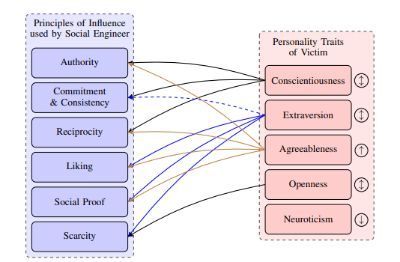 Principles of Influence
used by Social Engineer
Authority
Commitment
& Consistency
Reciprocity
Liking
Social Proof
Scarcity
Personality Traits
of Victim
Conscientiousness
↕
Extraversion
↕
Agreeableness
↑
Openness
↕
Neuroticism
↓